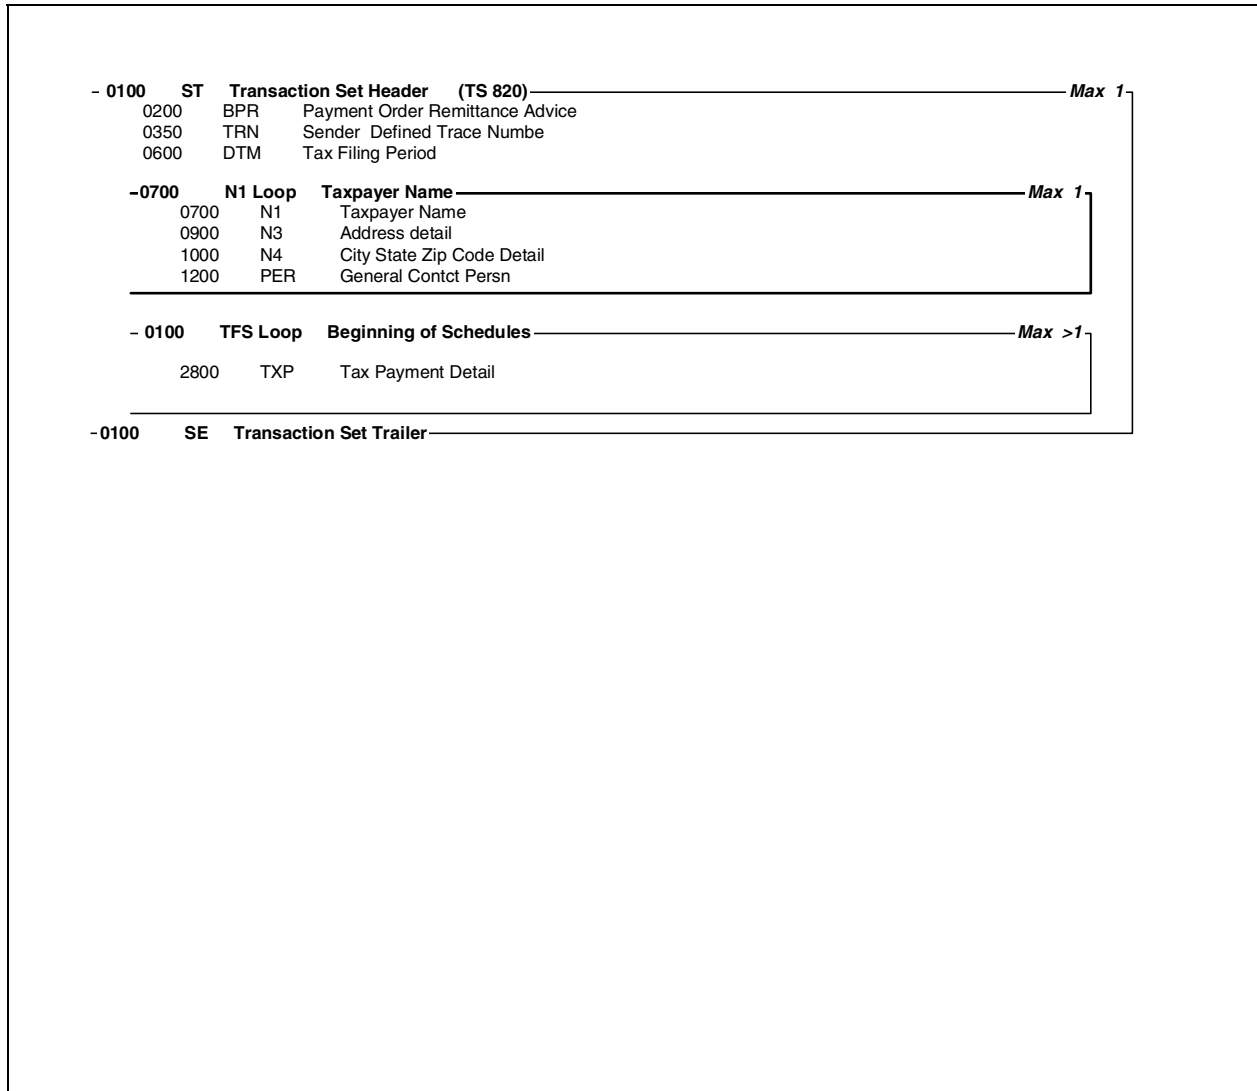 - 0100 ST Transaction Set Header (TS 820) Max 1
0200 BPR Payment Order Remittance Advice
0350 TRN Sender Defined Trace Numbe
0600 DTM Tax Filing Period
-0700 N1 Loop Taxpayer Name Max 1
0700 N1 Taxpayer Name
0900 N3 Address detail
1000 N4 City State Zip Code Detail
1200 PER General Contct Persn
- 0100 TFS Loop Beginning of Schedules Max >1
2800 TXP Tax Payment Detail
-0100 SE Transaction Set Trailer